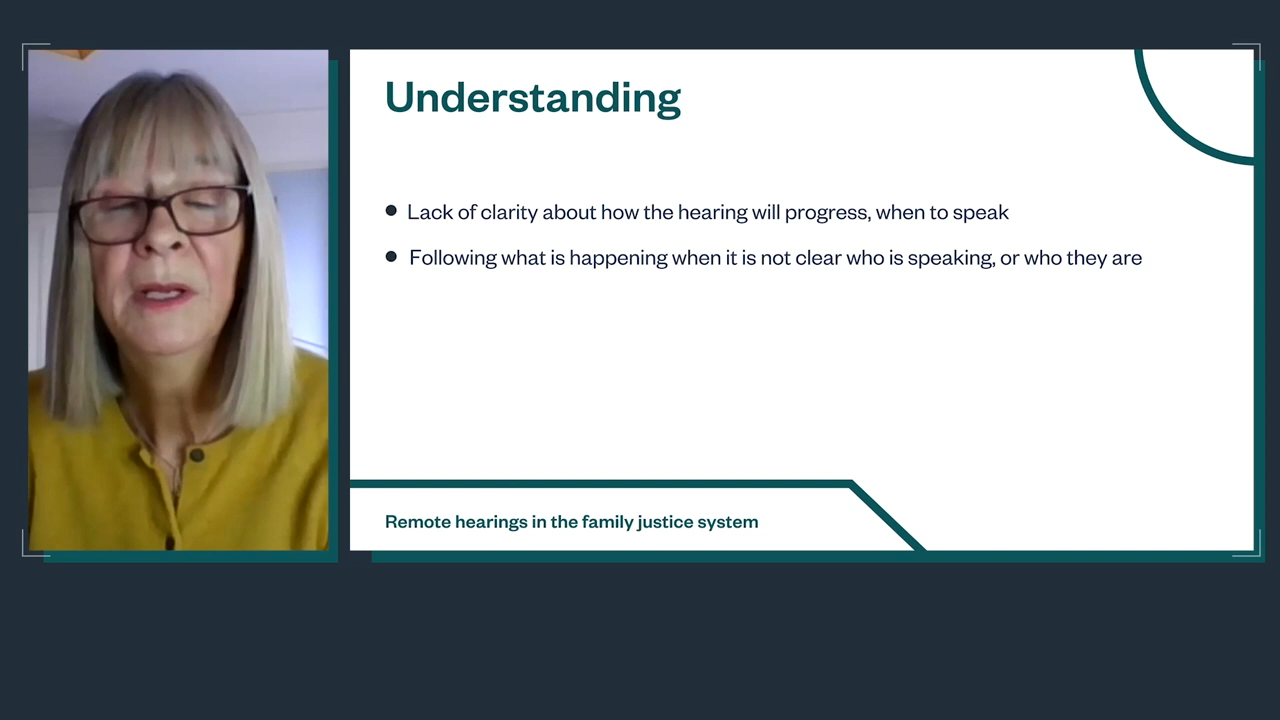 Understanding
Lack of clarity about how the hearing will progress, when to speak
Following what is happening when it is not clear who is speaking, or who they are
Remote hearings in the family justice system